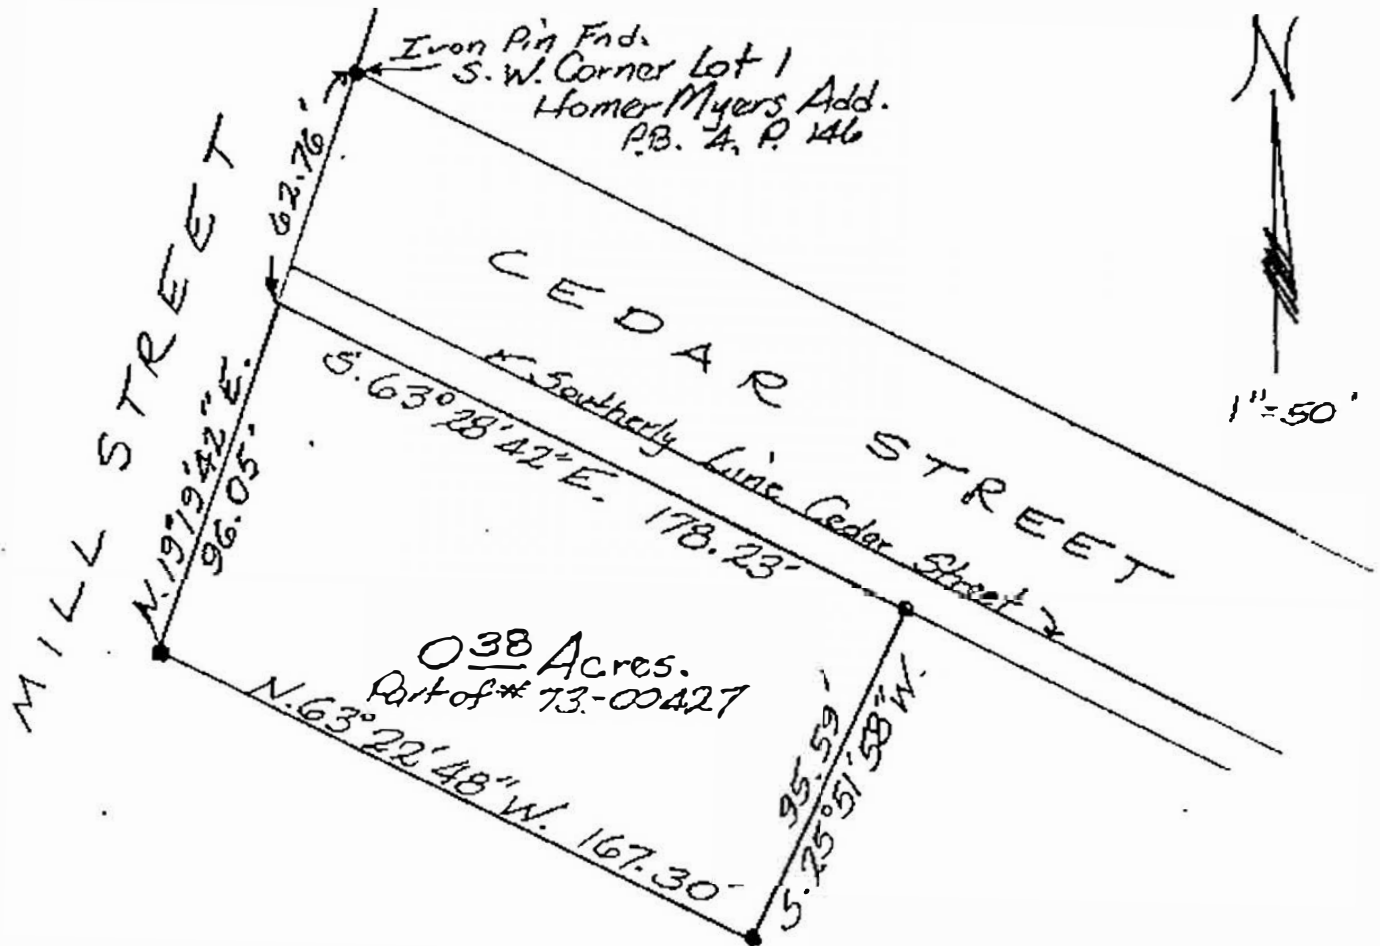 Iron Pin Fnd.
S. W. Corner Lot 1
Homer Myers Add.
P.B. 4, P. 146
N
1" = 50'
62.76'
MILL STREET
CEDAR STREET
Southerly Line Cedar Street
S. 63° 28' 42" E. 178.23'
N. 19° 19' 42" E.
96.05'
0.38 Acres.
Part of # 73-00427
N. 63° 22' 48" W. 167.30'
95.59'
S. 25° 51' 58" W.